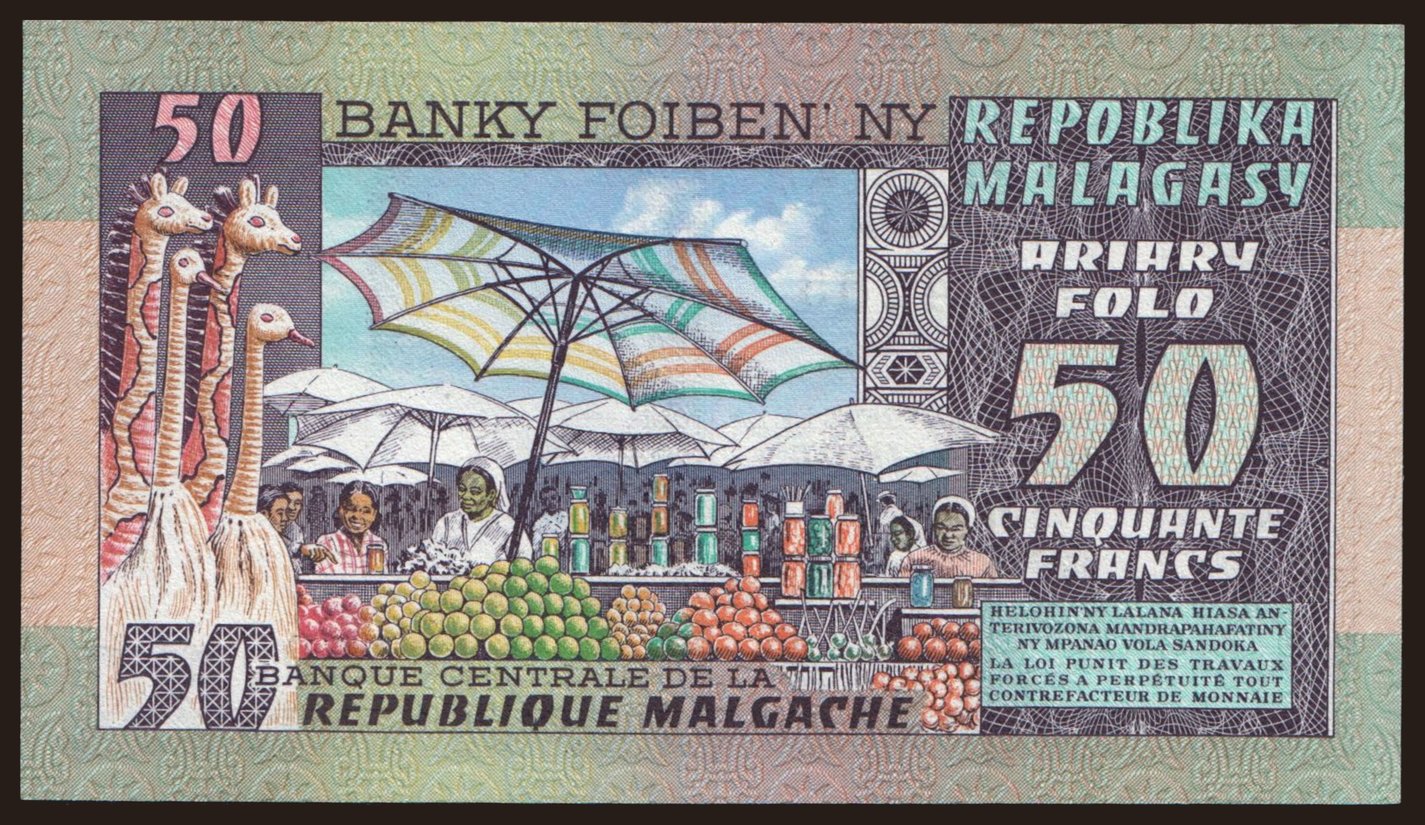 50
BANKY FOIBEN' NY
REPOBLIKA
MALAGASY
ARIARY
FOLO
50
CINQUANTE
FRANCS
HELOHIN'NY LALANA HIASA AN-
TERIVOZONA MANDRAPAHAFATINY
NY MPANAO VOLA SANDOKA
LA LOI PUNIT DES TRAVAUX
FORCÉS A PERPÉTUITÉ TOUT
CONTREFACTEUR DE MONNAIE
50
BANQUE CENTRALE DE LA
RÉPUBLIQUE MALGACHE